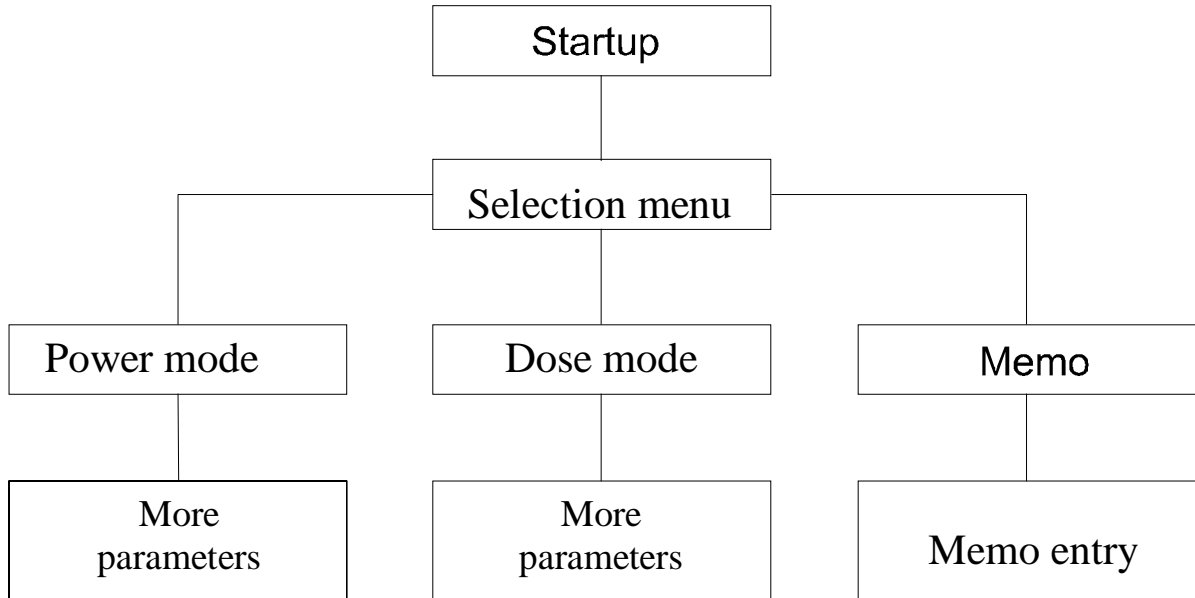 Startup
Selection menu
Power mode
Dose mode
Memo
More
parameters
More
parameters
Memo entry